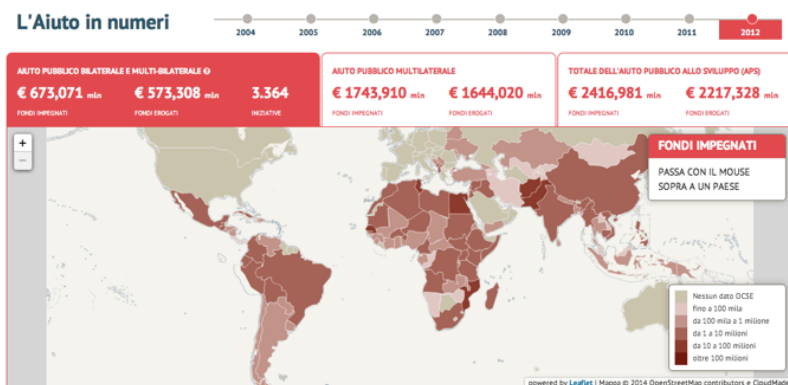 L'Aiuto in numeri
2004 2005 2006 2007 2008 2009 2010 2011 2012
AIUTO PUBBLICO BILATERALE E MULTI-BILATERALE
€ 673,071 mln € 573,308 mln 3.364
FONDI IMPEGNATI FONDI EROGATI INIZIATIVE
AIUTO PUBBLICO MULTILATERALE
€ 1743,910 mln € 1644,020 mln
FONDI IMPEGNATI FONDI EROGATI
TOTALE DELL'AIUTO PUBBLICO ALLO SVILUPPO (APS)
€ 2416,981 mln € 2217,328 mln
FONDI IMPEGNATI FONDI EROGATI
+
−
FONDI IMPEGNATI
PASSA CON IL MOUSE
SOPRA A UN PAESE
Nessun dato OCSE
fino a 100 mila
da 100 mila a 1 milione
da 1 a 10 milioni
da 10 a 100 milioni
oltre 100 milioni
powered by Leaflet | Mappa © 2014 OpenStreetMap contributors e CloudMade